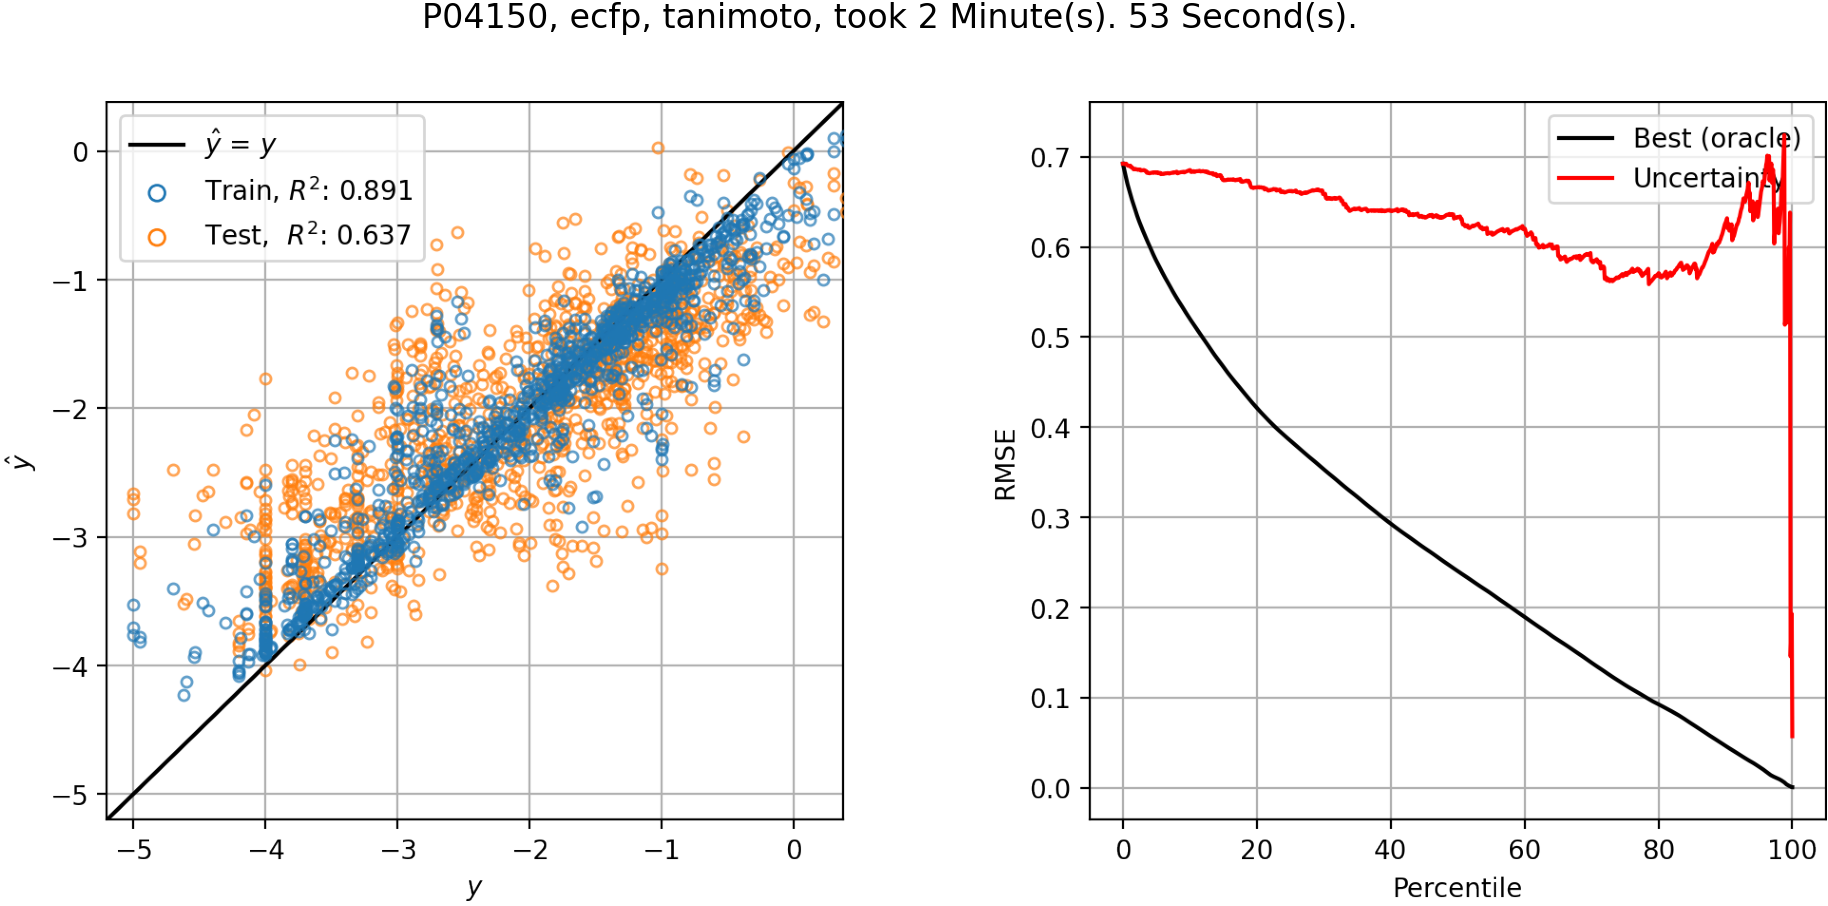 P04150, ecfp, tanimoto, took 2 Minute(s). 53 Second(s).
ŷ = y
Train, R²: 0.891
Test, R²: 0.637
0
−1
−2
−3
−4
−5
ŷ
−5 −4 −3 −2 −1 0
y
Best (oracle)
Uncertainty
0.7
0.6
0.5
0.4
0.3
0.2
0.1
0.0
RMSE
0 20 40 60 80 100
Percentile